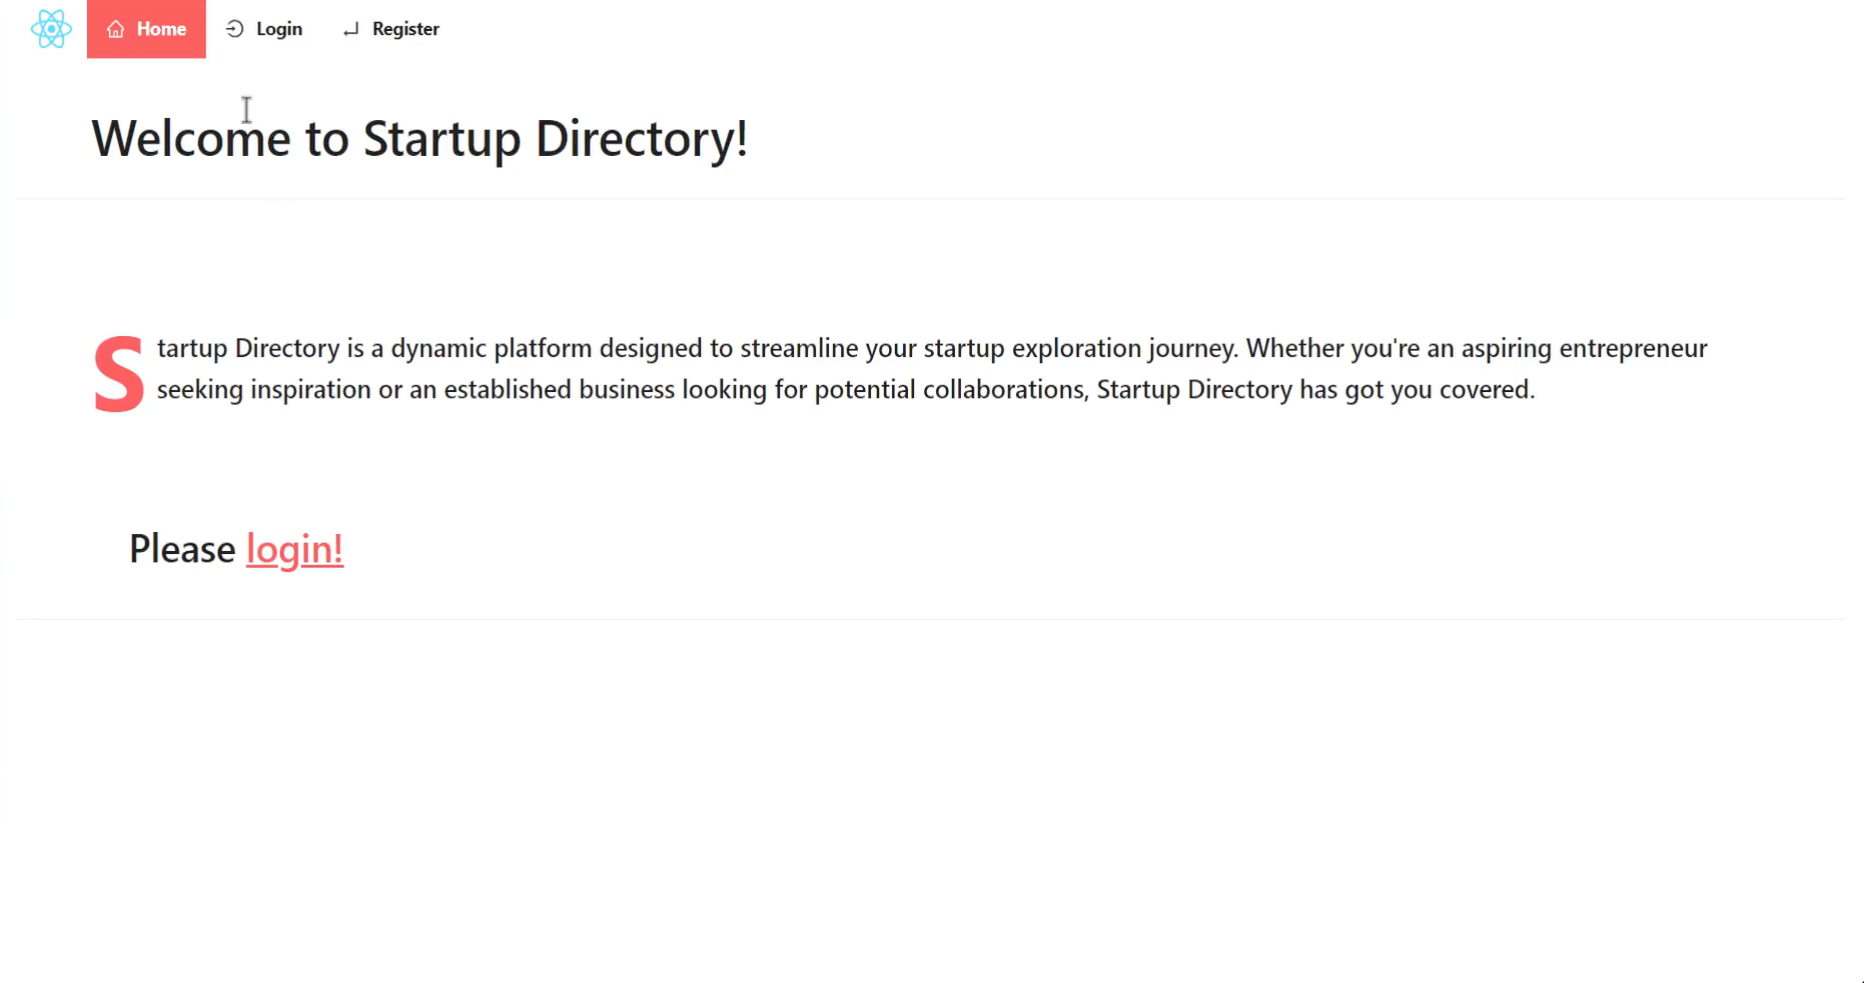 Home Login Register
Welcome to Startup Directory!
Startup Directory is a dynamic platform designed to streamline your startup exploration journey. Whether you're an aspiring entrepreneur
seeking inspiration or an established business looking for potential collaborations, Startup Directory has got you covered.
Please login!